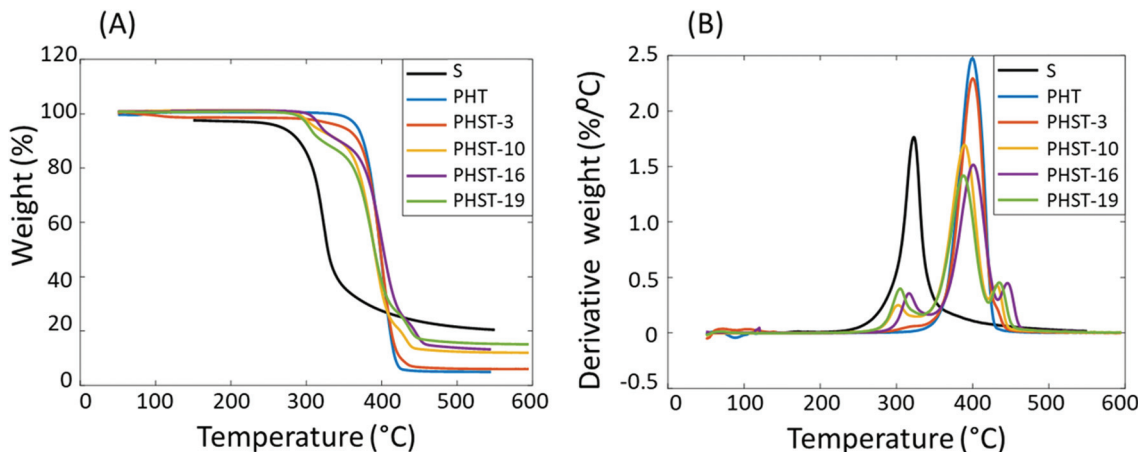 (A)
120
100
80
60
40
20
0
Weight (%)
0 100 200 300 400 500 600
Temperature (°C)
S
PHT
PHST-3
PHST-10
PHST-16
PHST-19
(B)
2.5
2.0
1.5
1.0
0.5
0
-0.5
Derivative weight (%/⁰C)
0 100 200 300 400 500 600
Temperature (°C)
S
PHT
PHST-3
PHST-10
PHST-16
PHST-19